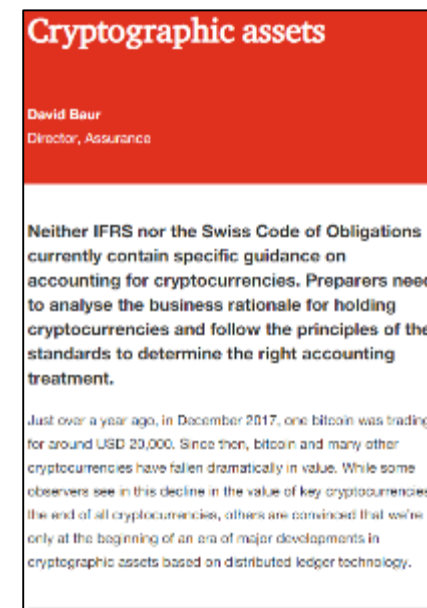 Cryptographic assets
David Baur
Director, Assurance
Neither IFRS nor the Swiss Code of Obligations
currently contain specific guidance on
accounting for cryptocurrencies. Preparers need
to analyse the business rationale for holding
cryptocurrencies and follow the principles of the
standards to determine the right accounting
treatment.
Just over a year ago, in December 2017, one bitcoin was trading
for around USD 20,000. Since then, bitcoin and many other
cryptocurrencies have fallen dramatically in value. While some
observers see in this decline in the value of key cryptocurrencies
the end of all cryptocurrencies, others are convinced that we're
only at the beginning of an era of major developments in
cryptographic assets based on distributed ledger technology.